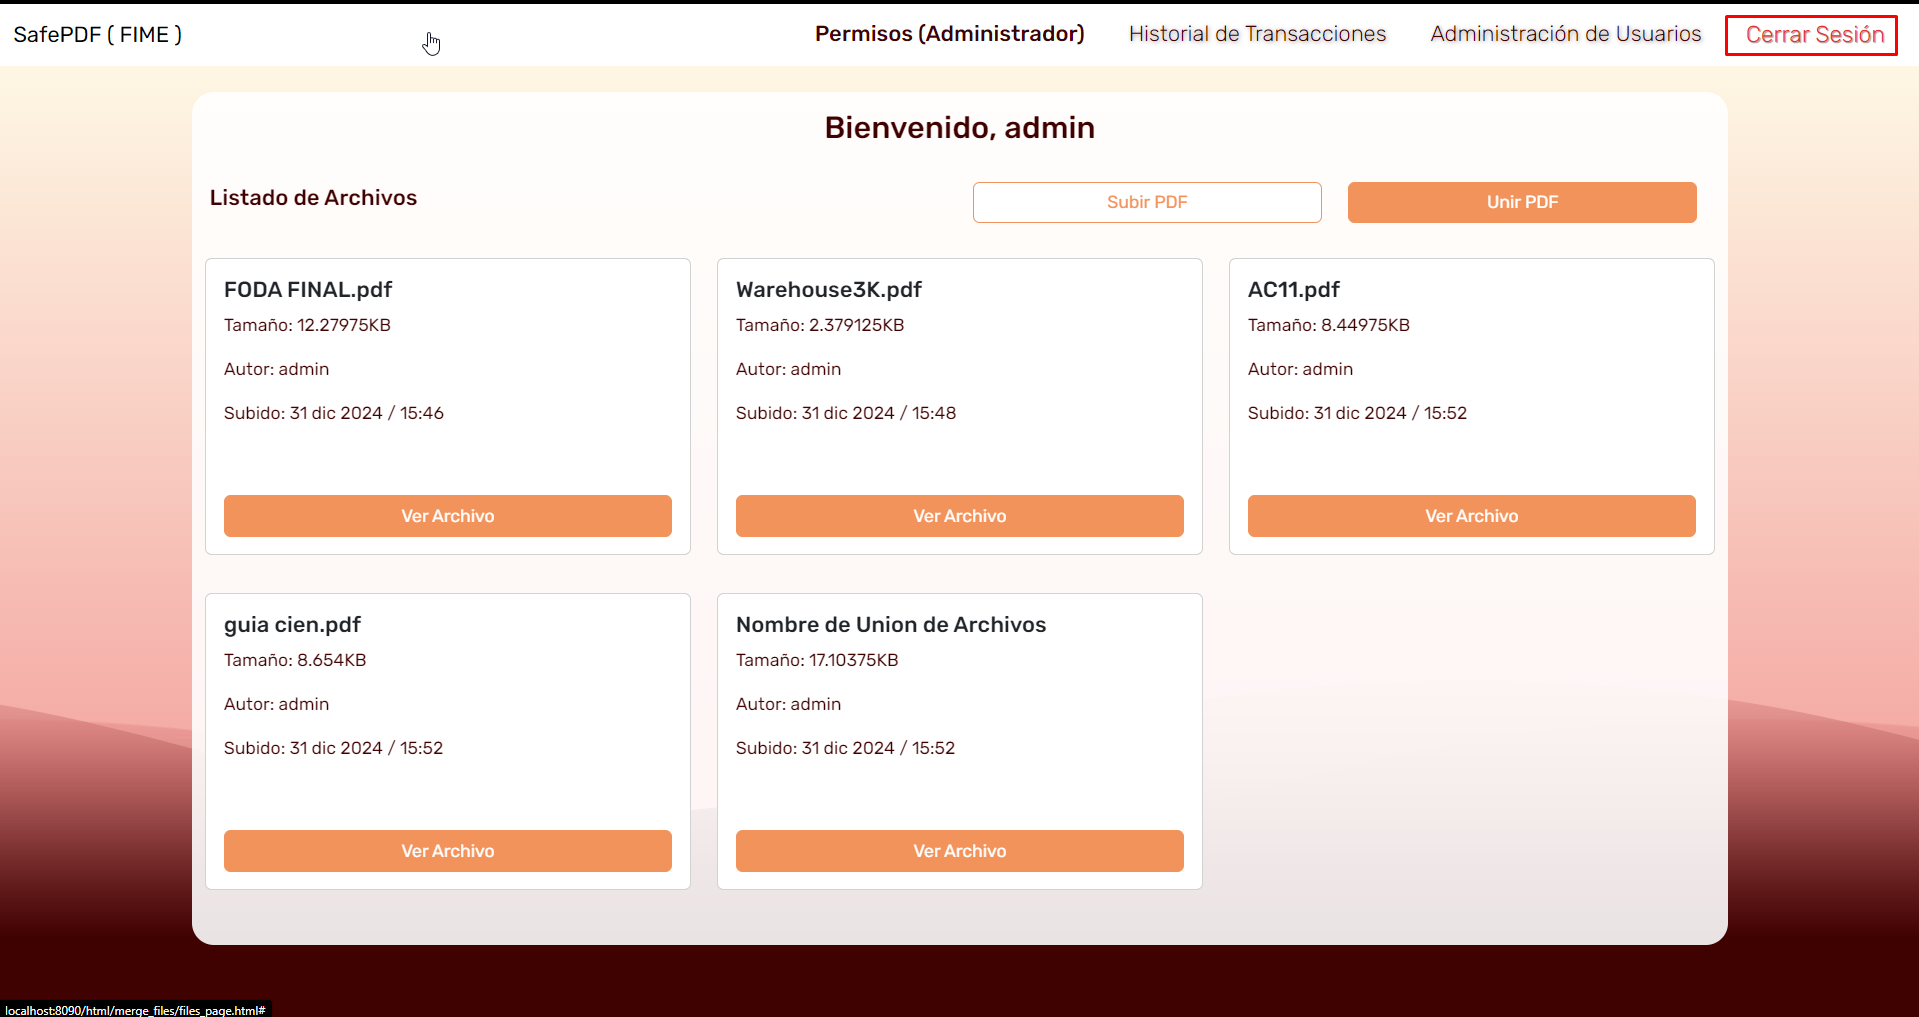 SafePDF ( FIME )
Permisos (Administrador)
Historial de Transacciones
Administración de Usuarios
Cerrar Sesión
Bienvenido, admin
Listado de Archivos
Subir PDF
Unir PDF
FODA FINAL.pdf
Tamaño: 12.27975KB
Autor: admin
Subido: 31 dic 2024 / 15:46
Ver Archivo
Warehouse3K.pdf
Tamaño: 2.379125KB
Autor: admin
Subido: 31 dic 2024 / 15:48
Ver Archivo
AC11.pdf
Tamaño: 8.44975KB
Autor: admin
Subido: 31 dic 2024 / 15:52
Ver Archivo
guia cien.pdf
Tamaño: 8.654KB
Autor: admin
Subido: 31 dic 2024 / 15:52
Ver Archivo
Nombre de Union de Archivos
Tamaño: 17.10375KB
Autor: admin
Subido: 31 dic 2024 / 15:52
Ver Archivo
localhost:8090/html/merge_files/files_page.html#